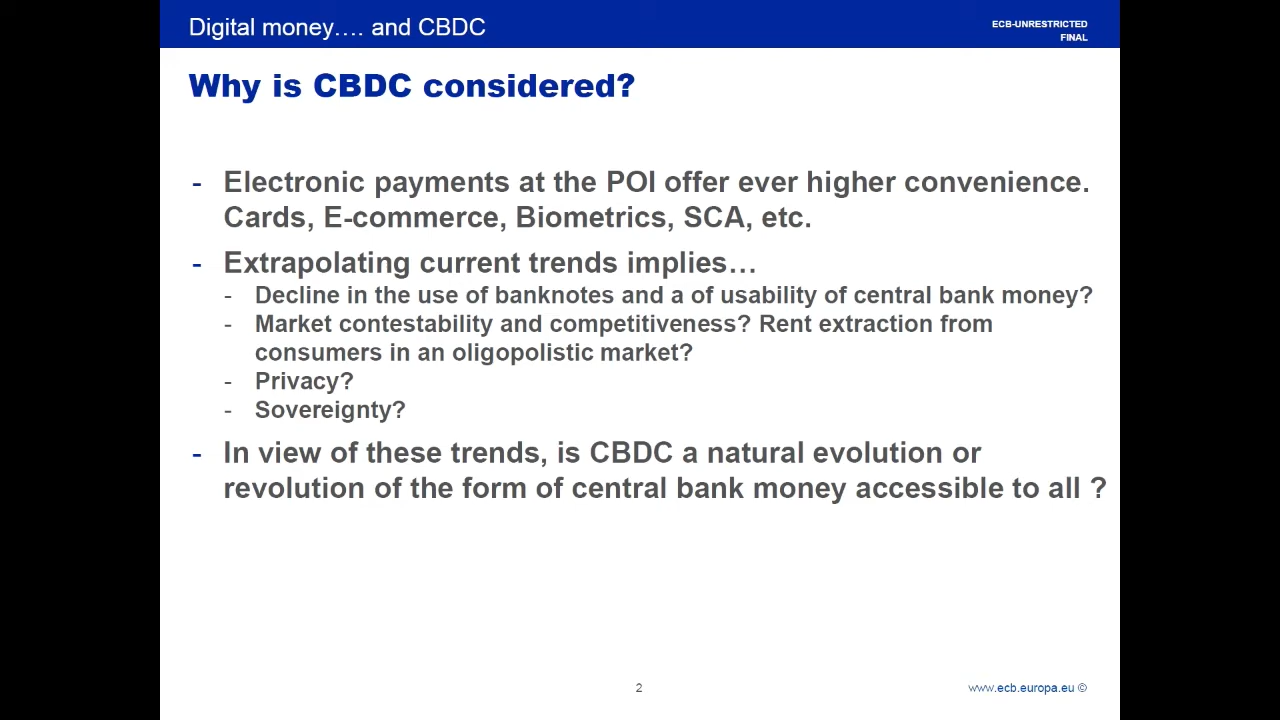 Digital money…. and CBDC
ECB-UNRESTRICTED
FINAL
Why is CBDC considered?
- Electronic payments at the POI offer ever higher convenience.
Cards, E-commerce, Biometrics, SCA, etc.
- Extrapolating current trends implies…
- Decline in the use of banknotes and a of usability of central bank money?
- Market contestability and competitiveness? Rent extraction from
consumers in an oligopolistic market?
- Privacy?
- Sovereignty?
- In view of these trends, is CBDC a natural evolution or
revolution of the form of central bank money accessible to all ?
2
www.ecb.europa.eu ©